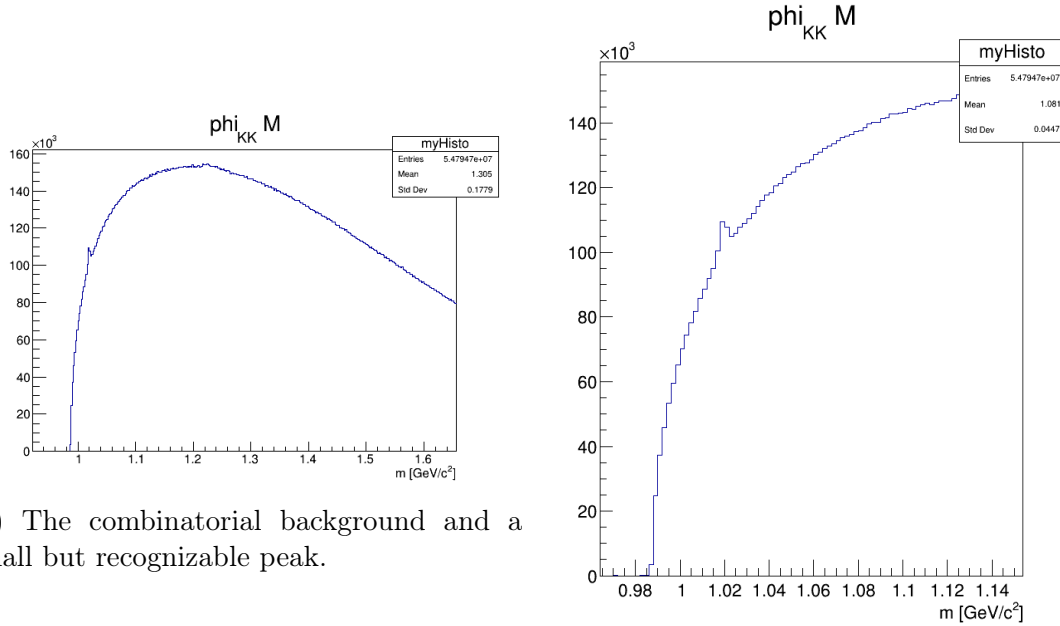 phi_KK M
×10³
myHisto
Entries 5.47947e+07
Mean 1.305
Std Dev 0.1779
160
140
120
100
80
60
40
20
0
1 1.1 1.2 1.3 1.4 1.5 1.6
m [GeV/c²]
) The combinatorial background and a
all but recognizable peak.
phi_KK M
×10³
myHisto
Entries 5.47947e+07
Mean 1.081
Std Dev 0.0447
140
120
100
80
60
40
20
0
0.98 1 1.02 1.04 1.06 1.08 1.1 1.12 1.14
m [GeV/c²]